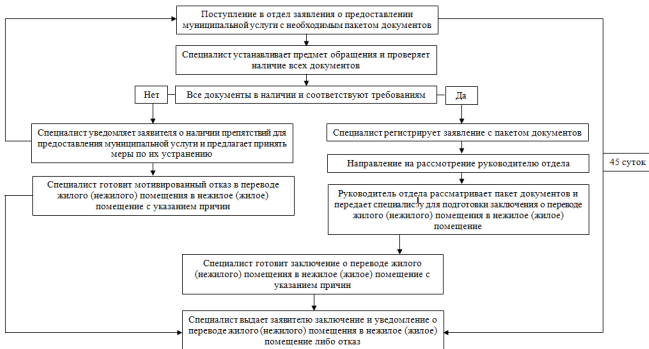 Поступление в отдел заявления о предоставлении
муниципальной услуги с необходимым пакетом документов
Специалист устанавливает предмет обращения и проверяет
наличие всех документов
Нет
Все документы в наличии и соответствуют требованиям
Да
Специалист уведомляет заявителя о наличии препятствий для
предоставления муниципальной услуги и предлагает принять
меры по их устранению
Специалист регистрирует заявление с пакетом документов
Направление на рассмотрение руководителю отдела
45 суток
Специалист готовит мотивированный отказ в переводе
жилого (нежилого) помещения в нежилое (жилое)
помещение с указанием причин
Руководитель отдела рассматривает пакет документов и
передает специалисту для подготовки заключения о переводе
жилого (нежилого) помещения в нежилое (жилое)
помещение
Специалист готовит заключение о переводе жилого
(нежилого) помещения в нежилое (жилое) помещение с
указанием причин
Специалист выдает заявителю заключение и уведомление о
переводе жилого (нежилого) помещения в нежилое (жилое)
помещение либо отказ